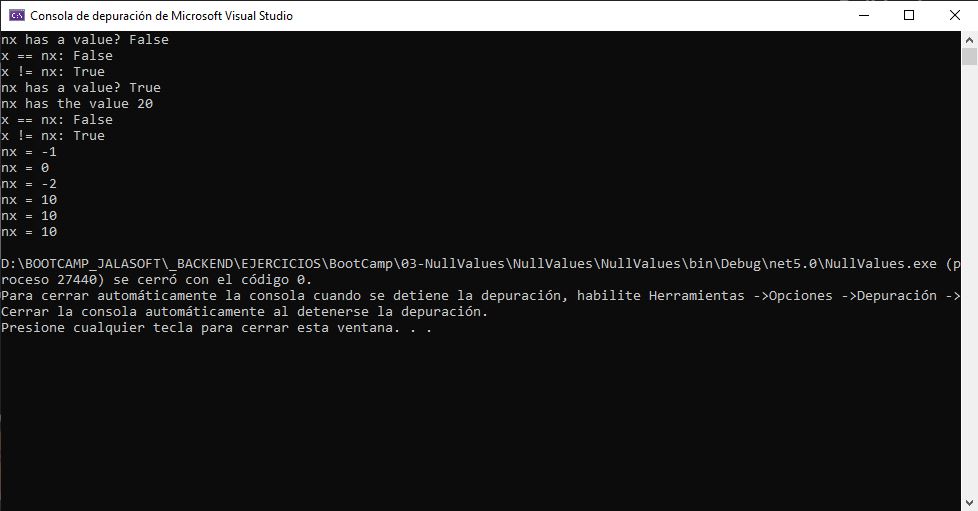 Consola de depuración de Microsoft Visual Studio
nx has a value? False
x == nx: False
x != nx: True
nx has a value? True
nx has the value 20
x == nx: False
x != nx: True
nx = -1
nx = 0
nx = -2
nx = 10
nx = 10
nx = 10
D:\BOOTCAMP_JALASOFT\_BACKEND\EJERCICIOS\BootCamp\03-NullValues\NullValues\NullValues\bin\Debug\net5.0\NullValues.exe (p
roceso 27440) se cerró con el código 0.
Para cerrar automáticamente la consola cuando se detiene la depuración, habilite Herramientas ->Opciones ->Depuración ->
Cerrar la consola automáticamente al detenerse la depuración.
Presione cualquier tecla para cerrar esta ventana. . .